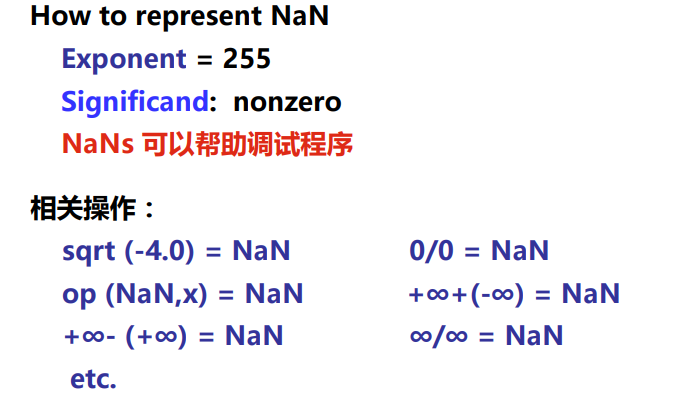 How to represent NaN
Exponent = 255
Significand: nonzero
NaNs 可以帮助调试程序
相关操作：
sqrt (-4.0) = NaN 0/0 = NaN
op (NaN,x) = NaN +∞+(-∞) = NaN
+∞- (+∞) = NaN ∞/∞ = NaN
etc.